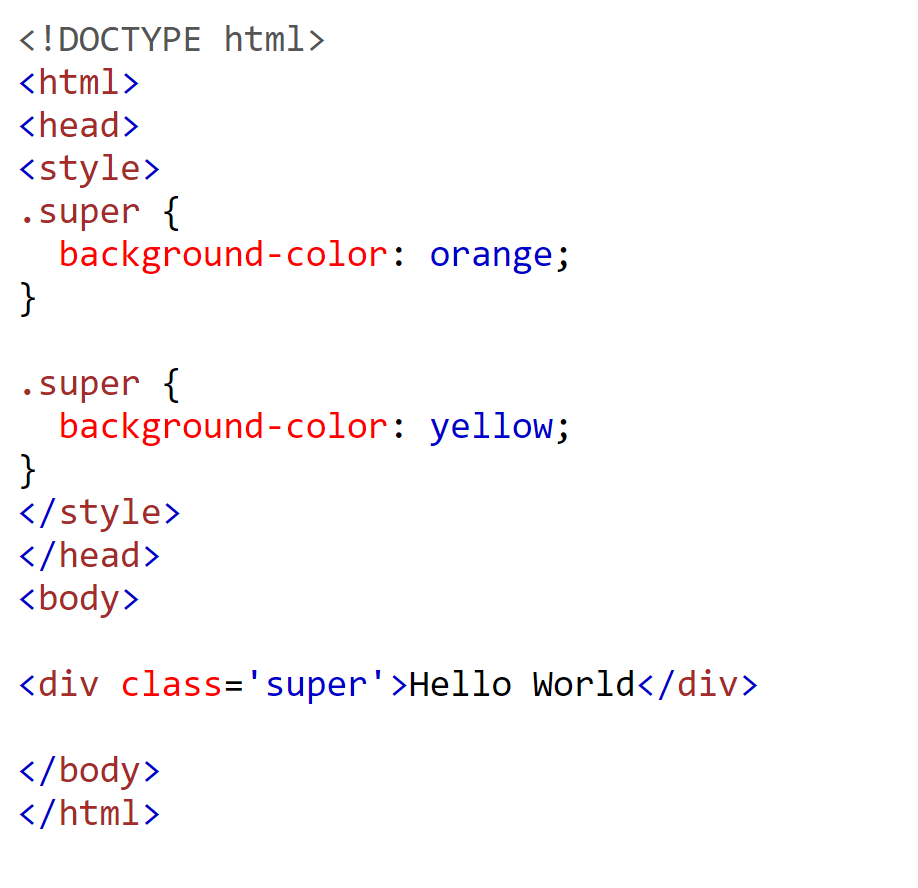 <!DOCTYPE html>
<html>
<head>
<style>
.super {
  background-color: orange;
}

.super {
  background-color: yellow;
}
</style>
</head>
<body>

<div class='super'>Hello World</div>

</body>
</html>